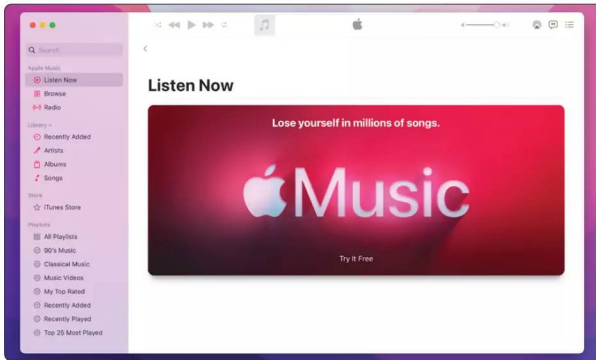 Search
Apple Music
Listen Now
Browse
Radio
Library
Recently Added
Artists
Albums
Songs
Store
iTunes Store
Playlists
All Playlists
90's Music
Classical Music
Music Videos
My Top Rated
Recently Added
Recently Played
Top 25 Most Played
Listen Now
Lose yourself in millions of songs.
Music
Try It Free